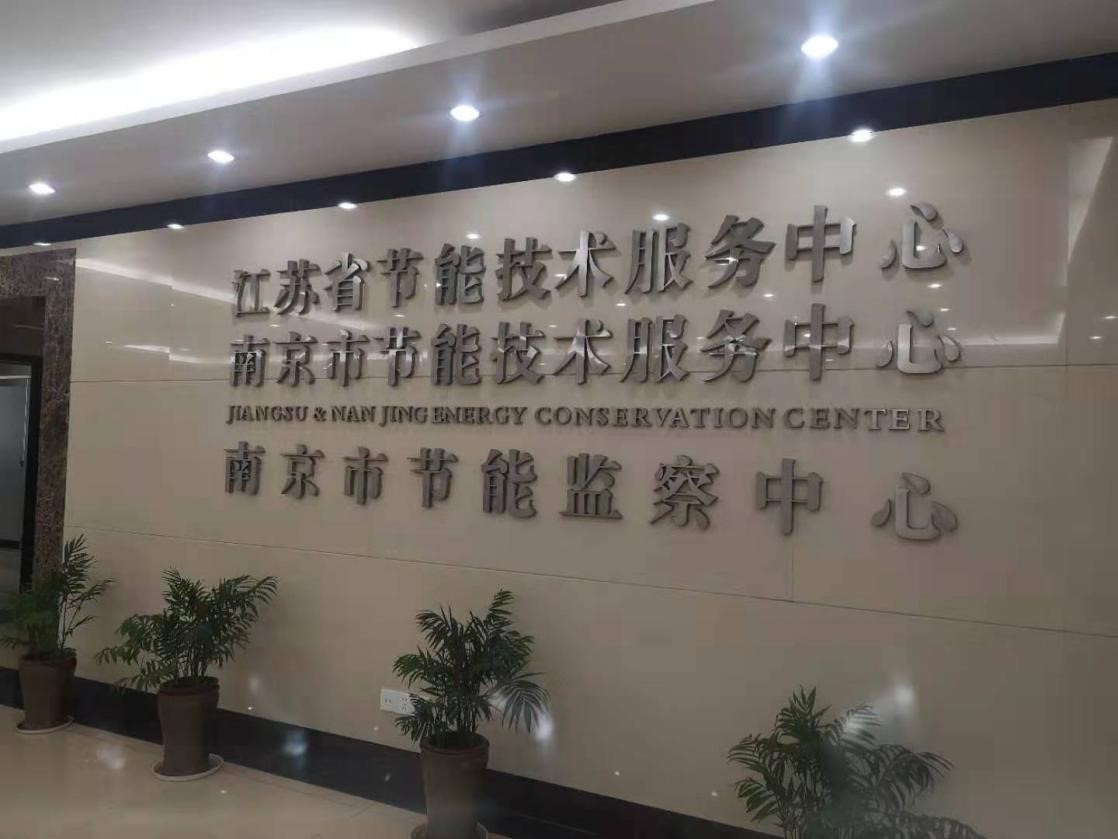 江苏省节能技术服务中心
南京市节能技术服务中心
JIANGSU & NAN JING ENERGY CONSERVATION CENTER
南京市节能监察中心